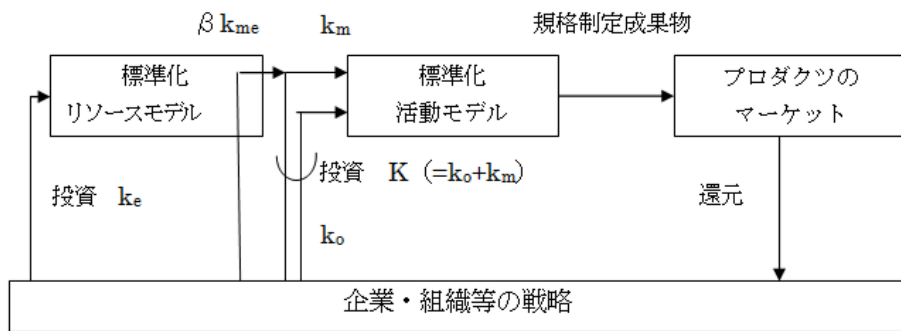 β kme km 規格制定成果物
標準化
リソースモデル
標準化
活動モデル
プロダクツの
マーケット
投資 ke
投資 K (=ko+km)
還元
ko
企業・組織等の戦略